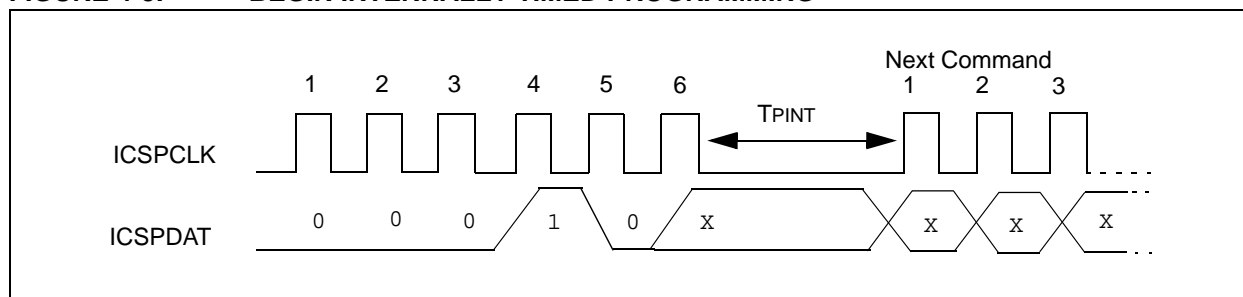 Next Command
1 2 3 4 5 6 1 2 3
TPINT
ICSPCLK
0 0 0 1 0 X X X X
ICSPDAT